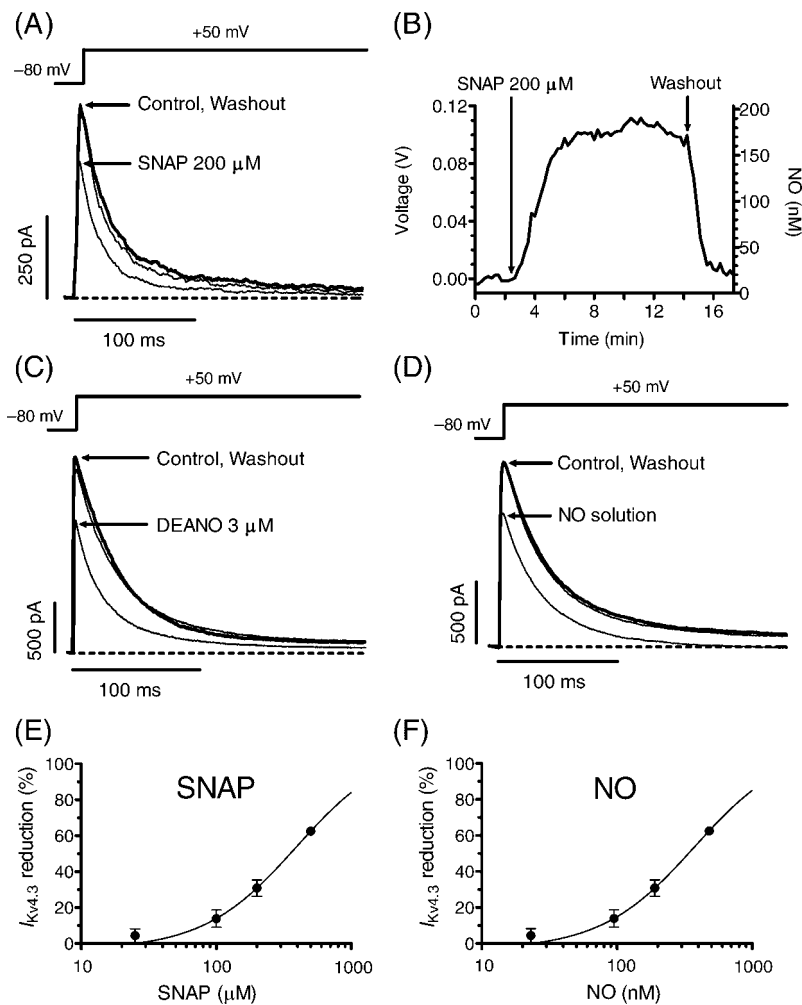 (A)
+50 mV
−80 mV
Control, Washout
SNAP 200 µM
250 pA
100 ms
(B)
SNAP 200 µM
Washout
0.12
0.08
0.04
0.00
Voltage (V)
200
150
100
50
0
NO (nM)
0
4
8
12
16
Time (min)
(C)
+50 mV
−80 mV
Control, Washout
DEANO 3 µM
500 pA
100 ms
(D)
+50 mV
−80 mV
Control, Washout
NO solution
500 pA
100 ms
(E)
SNAP
100
80
60
40
20
0
I Kv4.3 reduction (%)
10
100
1000
SNAP (µM)
(F)
NO
100
80
60
40
20
0
I Kv4.3 reduction (%)
10
100
1000
NO (nM)